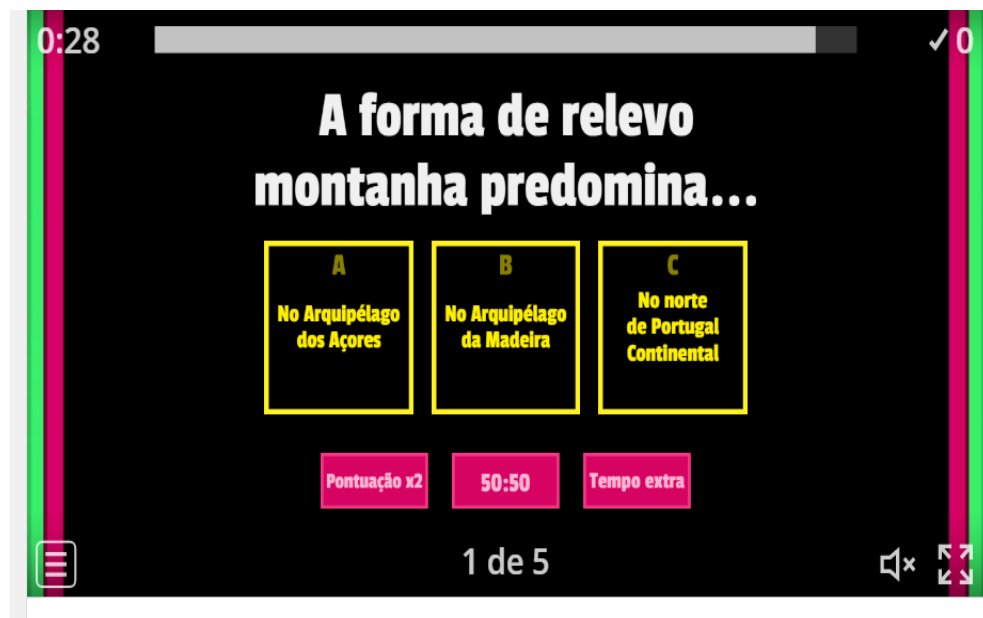 0:28
✓0
A forma de relevo
montanha predomina...
A
No Arquipélago
dos Açores
B
No Arquipélago
da Madeira
C
No norte
de Portugal
Continental
Pontuação x2
50:50
Tempo extra
1 de 5